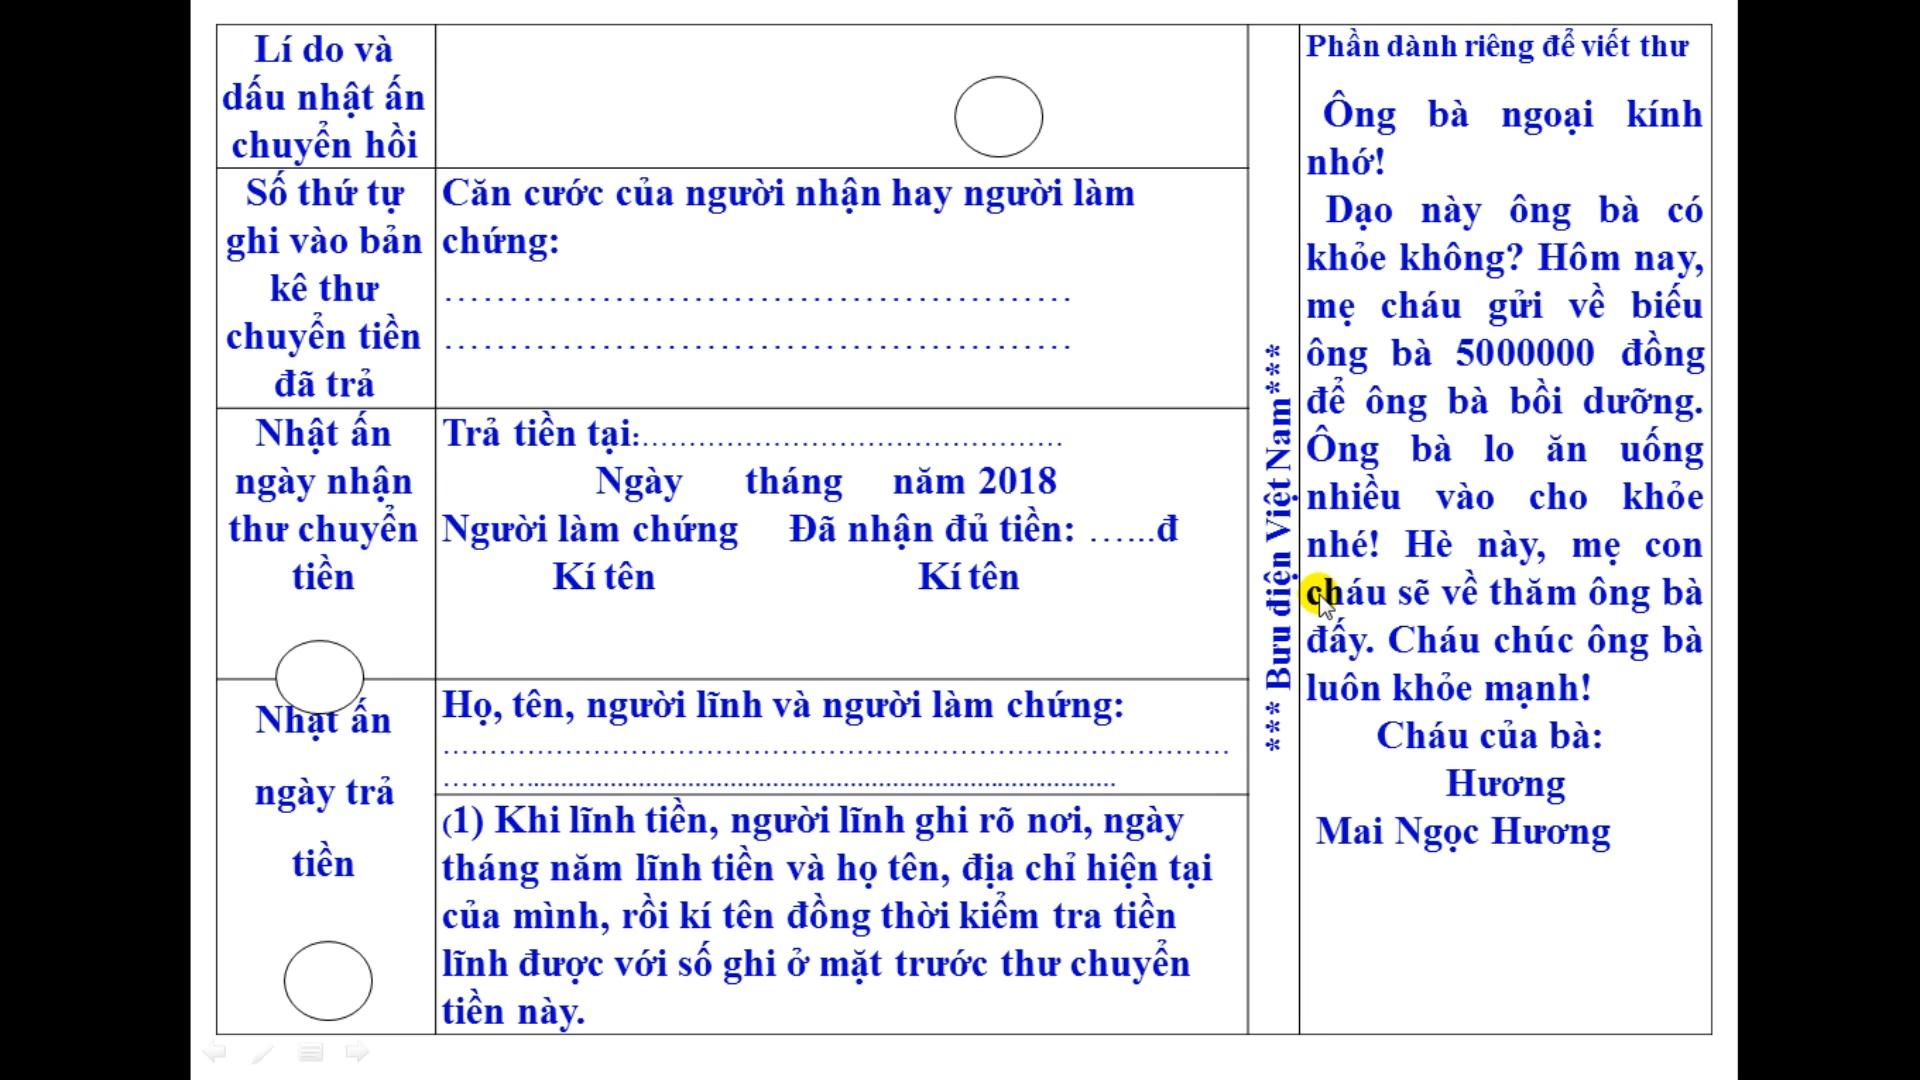 Lí do và
dấu nhật ấn
chuyển hồi
Số thứ tự
ghi vào bản
kê thư
chuyển tiền
đã trả
Căn cước của người nhận hay người làm
chứng:
…………………………………………
…………………………………………
Nhật ấn
ngày nhận
thư chuyển
tiền
Trả tiền tại:………………………………………
Ngày tháng năm 2018
Người làm chứng Đã nhận đủ tiền: …...đ
Kí tên Kí tên
Nhật ấn
ngày trả
tiền
Họ, tên, người lĩnh và người làm chứng:
…………………………………………………………………………
………...................................................................................
(1) Khi lĩnh tiền, người lĩnh ghi rõ nơi, ngày
tháng năm lĩnh tiền và họ tên, địa chỉ hiện tại
của mình, rồi kí tên đồng thời kiểm tra tiền
lĩnh được với số ghi ở mặt trước thư chuyển
tiền này.
*** Bưu điện Việt Nam***
Phần dành riêng để viết thư
Ông bà ngoại kính
nhớ!
Dạo này ông bà có
khỏe không? Hôm nay,
mẹ cháu gửi về biếu
ông bà 5000000 đồng
để ông bà bồi dưỡng.
Ông bà lo ăn uống
nhiều vào cho khỏe
nhé! Hè này, mẹ con
cháu sẽ về thăm ông bà
đấy. Cháu chúc ông bà
luôn khỏe mạnh!
Cháu của bà:
Hương
Mai Ngọc Hương